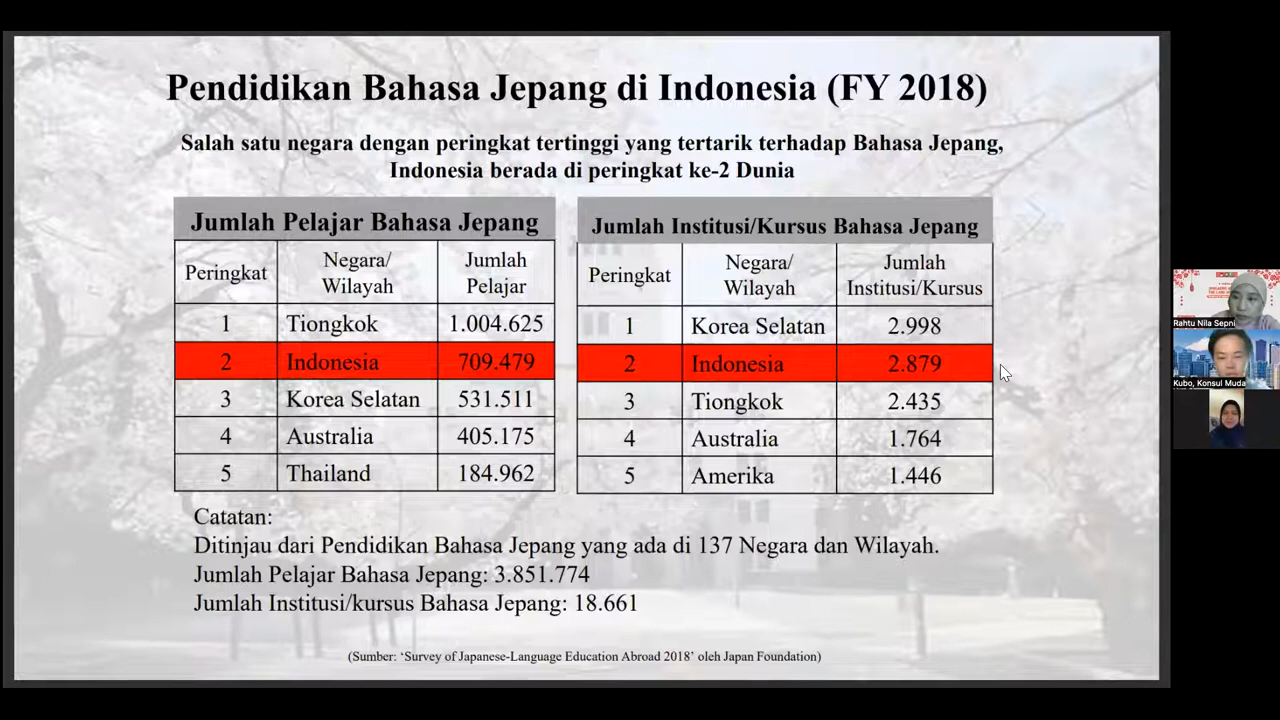 Pendidikan Bahasa Jepang di Indonesia (FY 2018)
Salah satu negara dengan peringkat tertinggi yang tertarik terhadap Bahasa Jepang,
Indonesia berada di peringkat ke-2 Dunia
Jumlah Pelajar Bahasa Jepang
Peringkat Negara/ Wilayah Jumlah Pelajar
1 Tiongkok 1.004.625
2 Indonesia 709.479
3 Korea Selatan 531.511
4 Australia 405.175
5 Thailand 184.962
Jumlah Institusi/Kursus Bahasa Jepang
Peringkat Negara/ Wilayah Jumlah Institusi/Kursus
1 Korea Selatan 2.998
2 Indonesia 2.879
3 Tiongkok 2.435
4 Australia 1.764
5 Amerika 1.446
Catatan:
Ditinjau dari Pendidikan Bahasa Jepang yang ada di 137 Negara dan Wilayah.
Jumlah Pelajar Bahasa Jepang: 3.851.774
Jumlah Institusi/kursus Bahasa Jepang: 18.661
(Sumber: ‘Survey of Japanese-Language Education Abroad 2018’ oleh Japan Foundation)
Rahtu Nila Sepni
Kubo, Konsul Muda